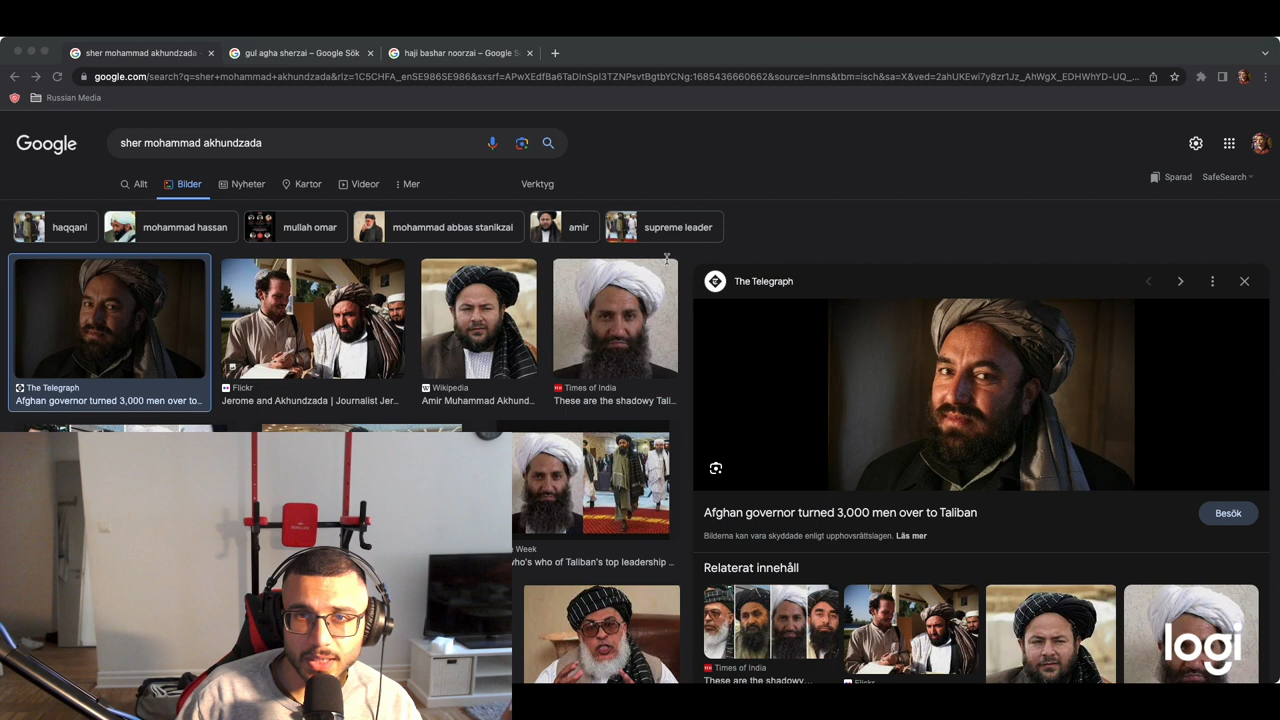 sher mohammad akhundzada -
gul agha sherzai – Google Sök
haji bashar noorzai – Google S
google.com/search?q=sher+mohammad+akhundzada&rlz=1C5CHFA_enSE986SE986&sxsrf=APwXEdfBa6TaDInSpI3TZNPsvtBgtbYCNg:1685436660662&source=lnms&tbm=isch&sa=X&ved=2ahUKEwi7y8zr1Jz_AhWgX_EDHWhYD-UQ_...
Russian Media
Google
sher mohammad akhundzada
Allt
Bilder
Nyheter
Kartor
Videor
Mer
Verktyg
Sparad
SafeSearch
haqqani
mohammad hassan
mullah omar
mohammad abbas stanikzai
amir
supreme leader
The Telegraph
The Telegraph
Afghan governor turned 3,000 men over to...
Flickr
Jerome and Akhundzada | Journalist Jer...
Wikipedia
Amir Muhammad Akhund...
Times of India
These are the shadowy Tali...
Afghan governor turned 3,000 men over to Taliban
Besök
Bilderna kan vara skyddade enligt upphovsrättslagen. Läs mer
Week
who's who of Taliban's top leadership ...
Relaterat innehåll
Times of India
These are the shadowy...
Flickr
logi